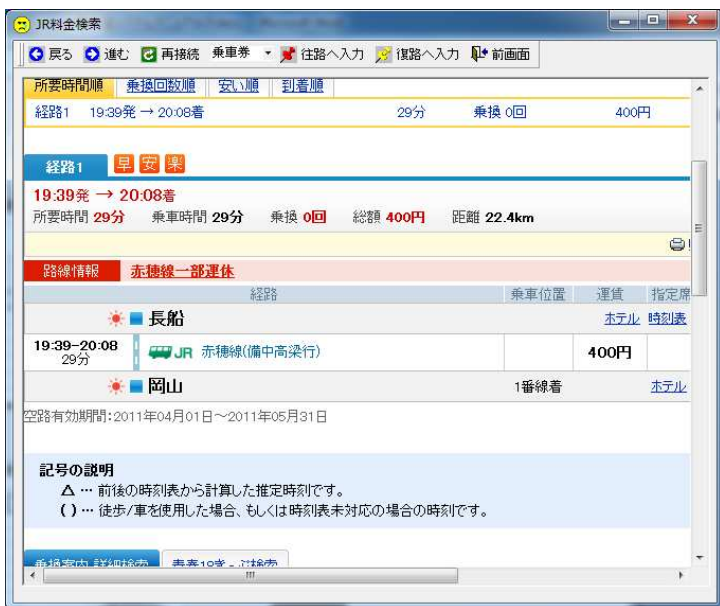 JR料金検索
戻る 進む 再接続 乗車券 往路へ入力 復路へ入力 前画面
所要時間順 乗換回数順 安い順 到着順
経路1 19:39発 → 20:08着 29分 乗換 0回 400円
経路1 早 安 楽
19:39発 → 20:08着
所要時間 29分 乗車時間 29分 乗換 0回 総額 400円 距離 22.4km
路線情報 赤穂線一部運休
経路 乗車位置 運賃 指定席
長船 ホテル 時刻表
19:39-20:08 JR 赤穂線(備中高梁行) 400円
29分
岡山 1番線着 ホテル
空路有効期間:2011年04月01日～2011年05月31日
記号の説明
△ … 前後の時刻表から計算した推定時刻です。
( ) … 徒歩/車を使用した場合、もしくは時刻表未対応の場合の時刻です。
乗換案内 詳細検索